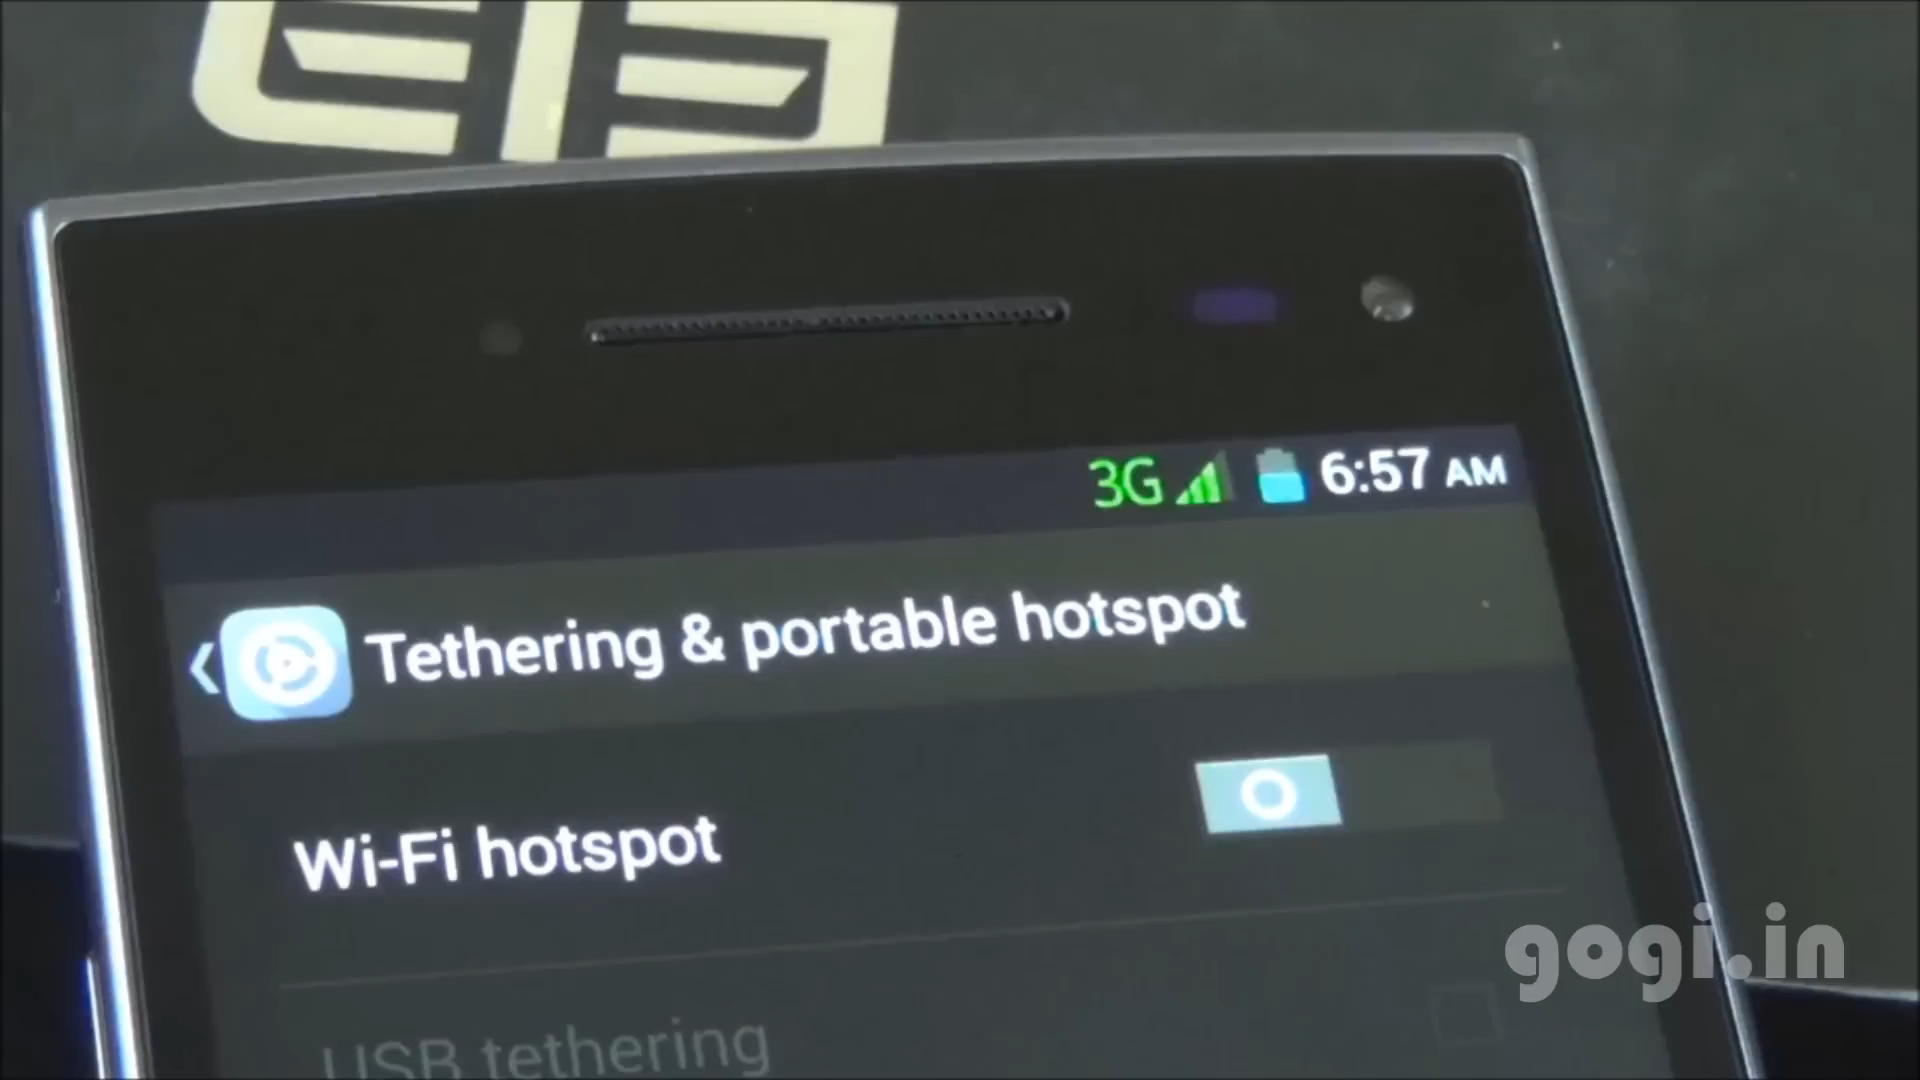 3G 6:57 AM
Tethering & portable hotspot
Wi-Fi hotspot
USB tethering
gogi.in